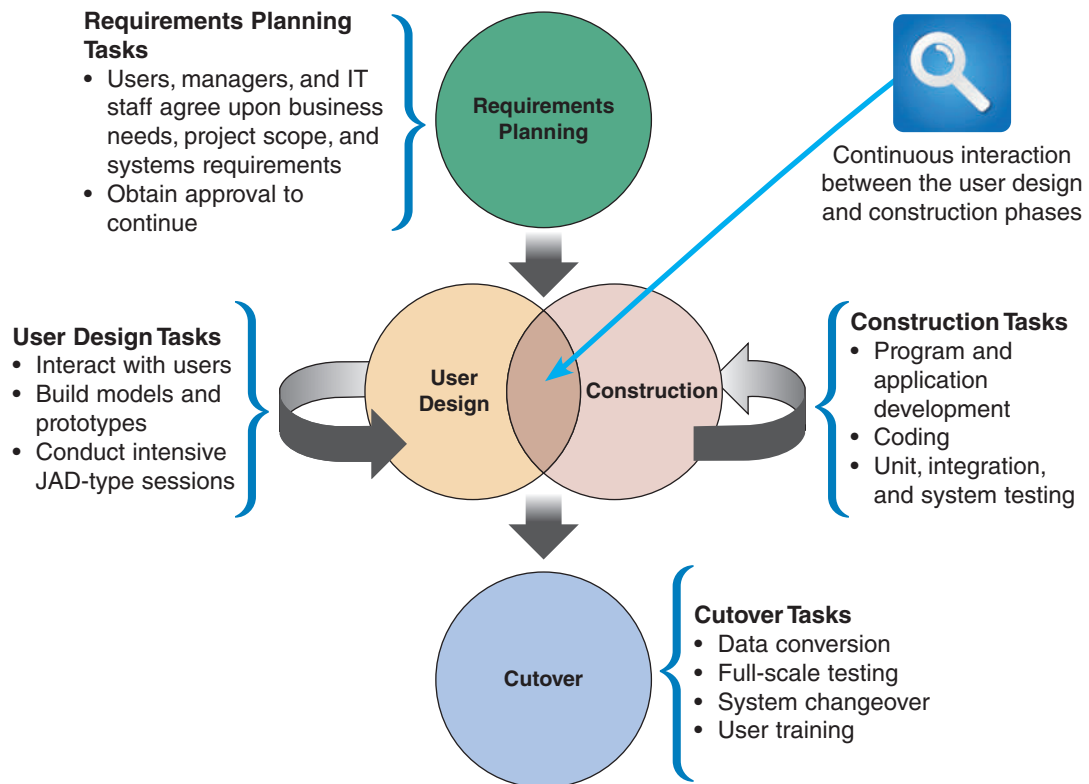 Requirements Planning
Tasks
• Users, managers, and IT
staff agree upon business
needs, project scope, and
systems requirements
• Obtain approval to
continue
Requirements
Planning
Continuous interaction
between the user design
and construction phases
User Design Tasks
• Interact with users
• Build models and
prototypes
• Conduct intensive
JAD-type sessions
User
Design
Construction
Construction Tasks
• Program and
application
development
• Coding
• Unit, integration,
and system testing
Cutover
Cutover Tasks
• Data conversion
• Full-scale testing
• System changeover
• User training